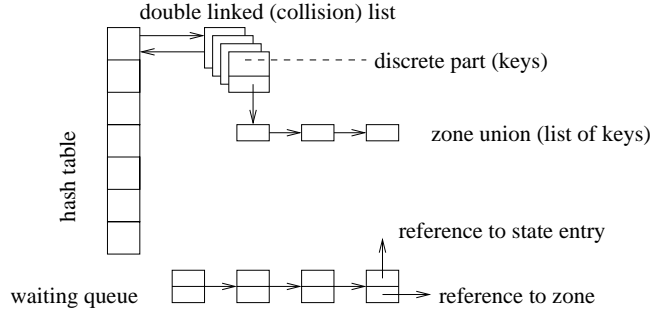 double linked (collision) list
discrete part (keys)
zone union (list of keys)
hash table
reference to state entry
waiting queue
reference to zone